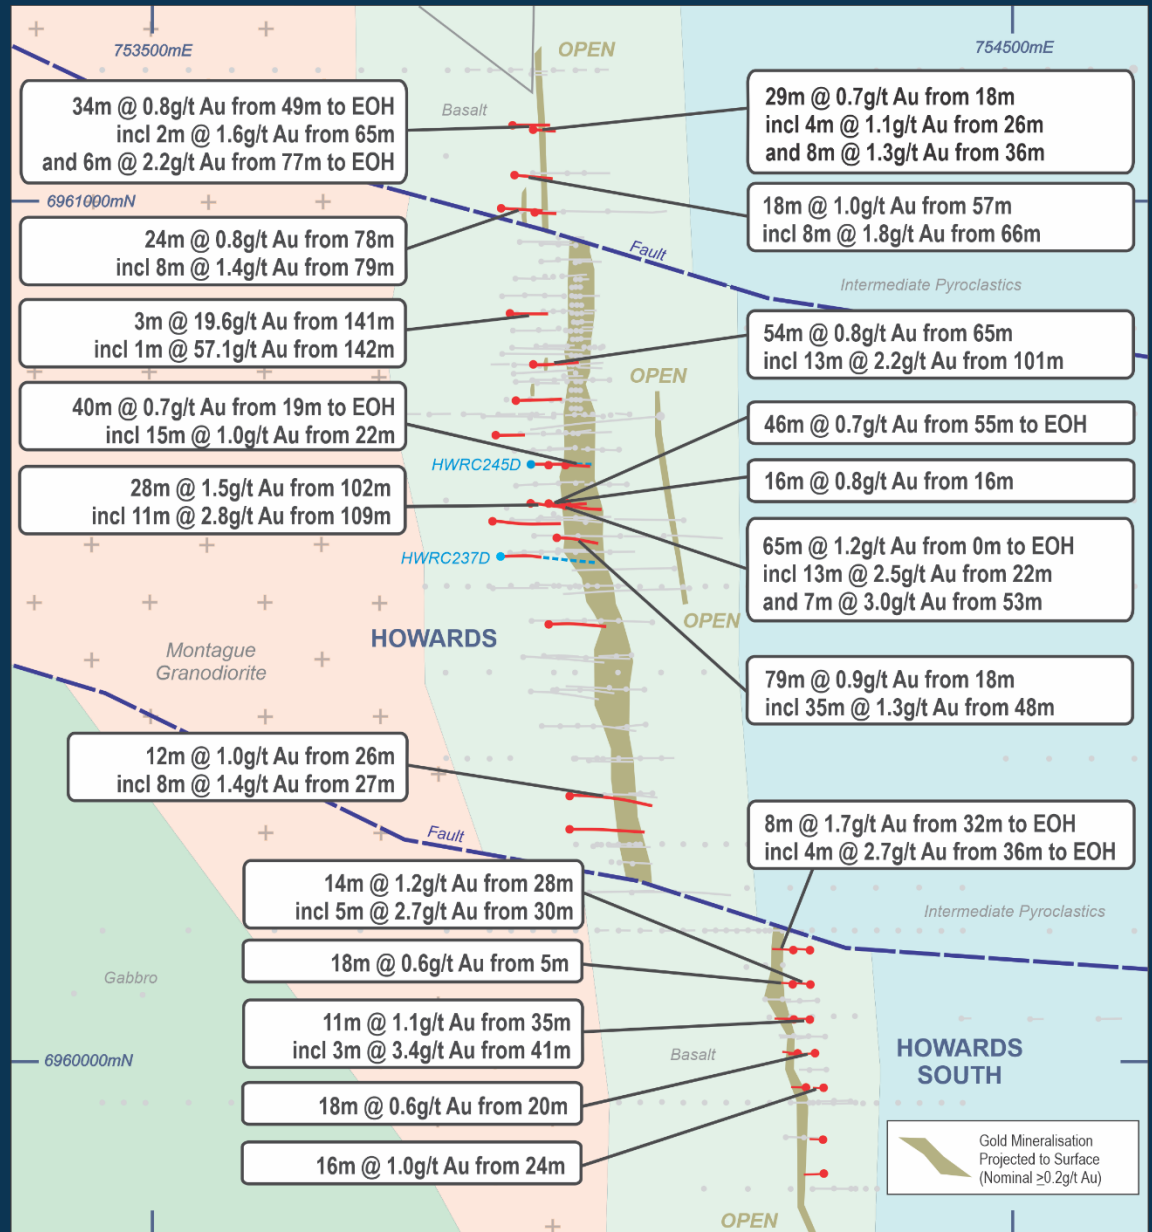 753500mE
754500mE
OPEN
34m @ 0.8g/t Au from 49m to EOH
incl 2m @ 1.6g/t Au from 65m
and 6m @ 2.2g/t Au from 77m to EOH
Basalt
29m @ 0.7g/t Au from 18m
incl 4m @ 1.1g/t Au from 26m
and 8m @ 1.3g/t Au from 36m
6961000mN
18m @ 1.0g/t Au from 57m
incl 8m @ 1.8g/t Au from 66m
24m @ 0.8g/t Au from 78m
incl 8m @ 1.4g/t Au from 79m
Fault
Intermediate Pyroclastics
3m @ 19.6g/t Au from 141m
incl 1m @ 57.1g/t Au from 142m
54m @ 0.8g/t Au from 65m
incl 13m @ 2.2g/t Au from 101m
OPEN
40m @ 0.7g/t Au from 19m to EOH
incl 15m @ 1.0g/t Au from 22m
46m @ 0.7g/t Au from 55m to EOH
HWRC245D
28m @ 1.5g/t Au from 102m
incl 11m @ 2.8g/t Au from 109m
16m @ 0.8g/t Au from 16m
65m @ 1.2g/t Au from 0m to EOH
incl 13m @ 2.5g/t Au from 22m
and 7m @ 3.0g/t Au from 53m
HWRC237D
OPEN
HOWARDS
Montague
Granodiorite
79m @ 0.9g/t Au from 18m
incl 35m @ 1.3g/t Au from 48m
12m @ 1.0g/t Au from 26m
incl 8m @ 1.4g/t Au from 27m
Fault
8m @ 1.7g/t Au from 32m to EOH
incl 4m @ 2.7g/t Au from 36m to EOH
14m @ 1.2g/t Au from 28m
incl 5m @ 2.7g/t Au from 30m
Intermediate Pyroclastics
18m @ 0.6g/t Au from 5m
Gabbro
11m @ 1.1g/t Au from 35m
incl 3m @ 3.4g/t Au from 41m
Basalt
HOWARDS
SOUTH
6960000mN
18m @ 0.6g/t Au from 20m
16m @ 1.0g/t Au from 24m
Gold Mineralisation
Projected to Surface
(Nominal ≥0.2g/t Au)
OPEN